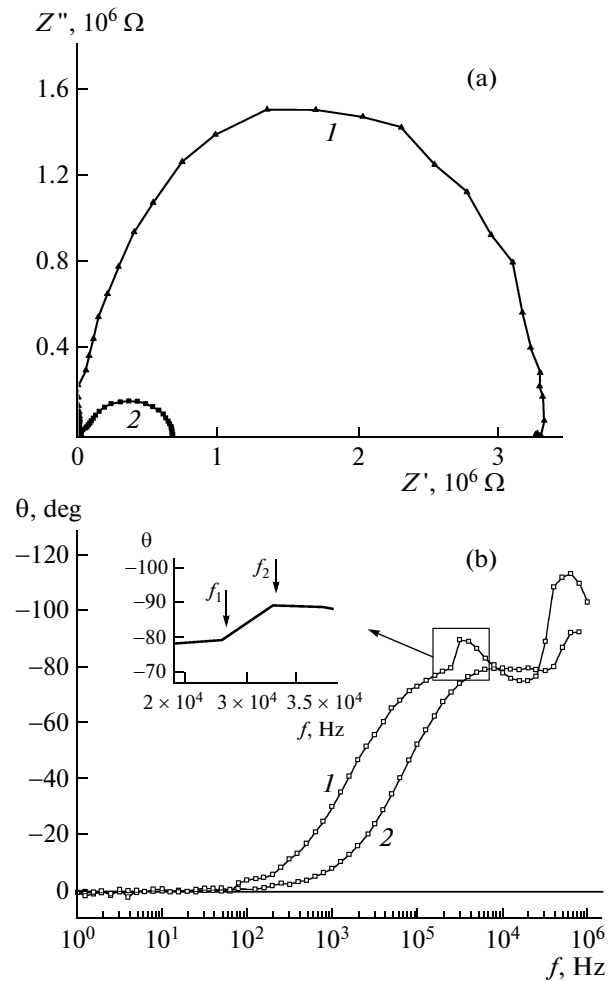 Z'', 10⁶ Ω
(a)
1.6
1.2
0.8
0.4
1
2
0 1 2 3
Z', 10⁶ Ω
θ, deg
(b)
−120
−100
−80
−60
−40
−20
0
θ
−100
−90
−80
−70
f₁
f₂
2 × 10⁴ 3 × 10⁴ 3.5 × 10⁴
f, Hz
1
2
10⁰ 10¹ 10² 10³ 10⁵ 10⁴ 10⁶
f, Hz